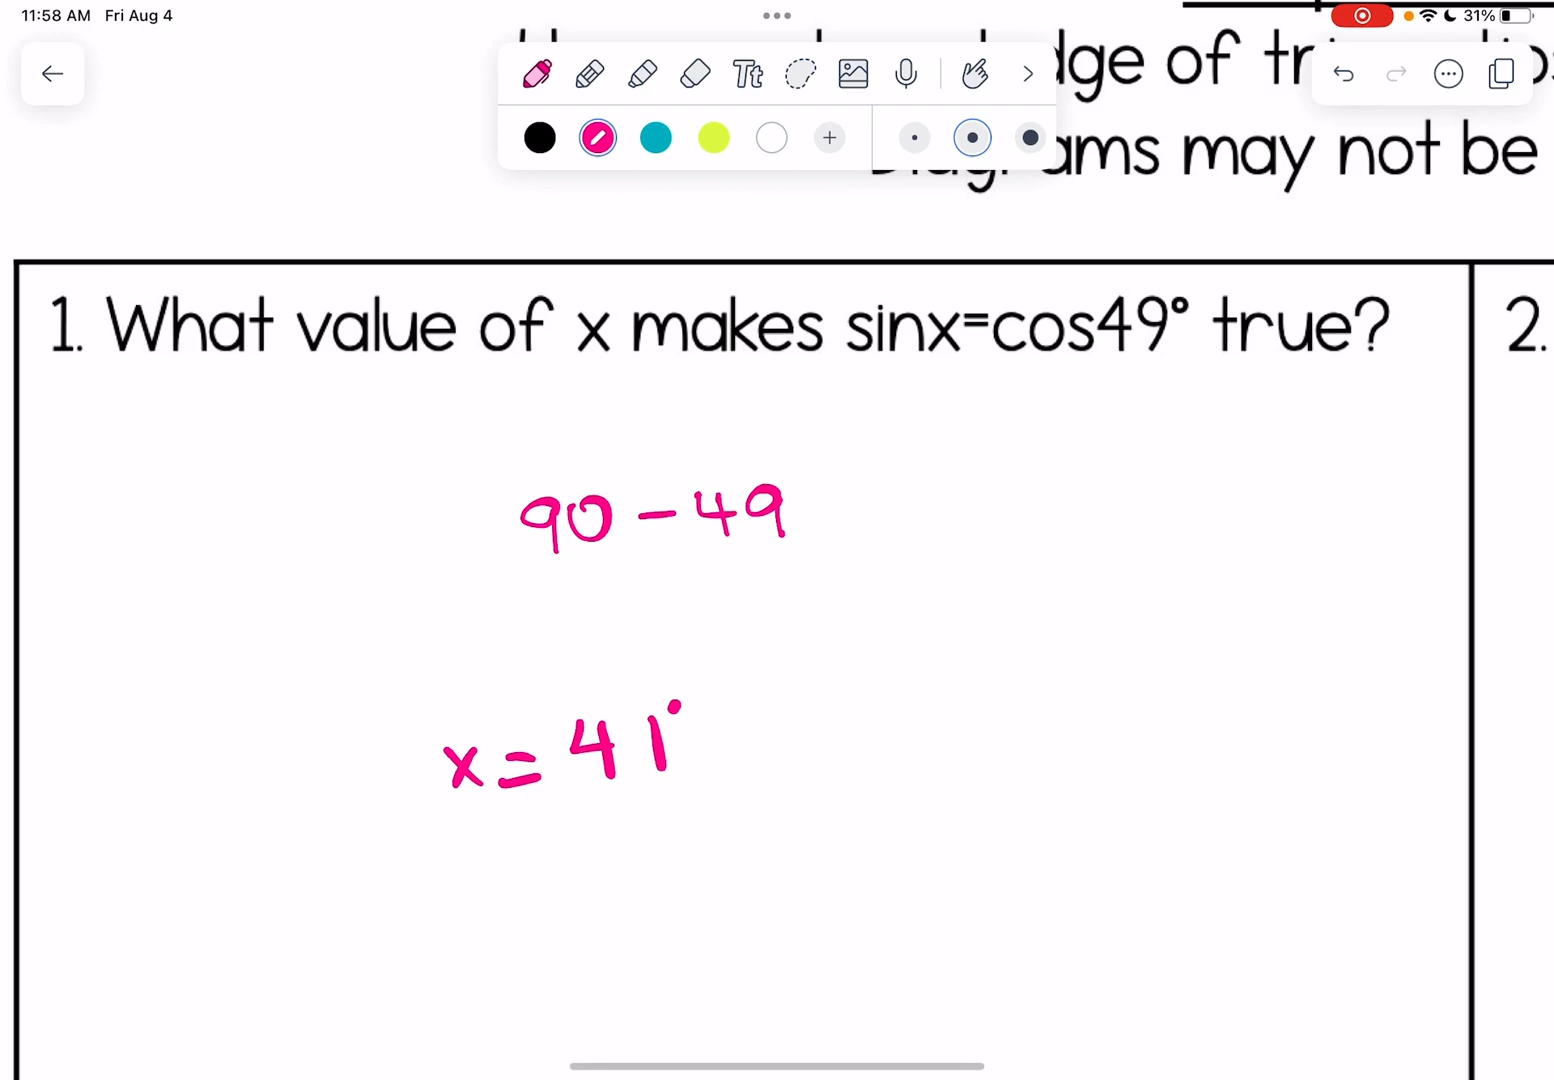 11:58 AM Fri Aug 4
31%
dge of tr
Tt
ams may not be
1. What value of x makes sinx=cos49° true?
2.
90 - 49
x = 41°